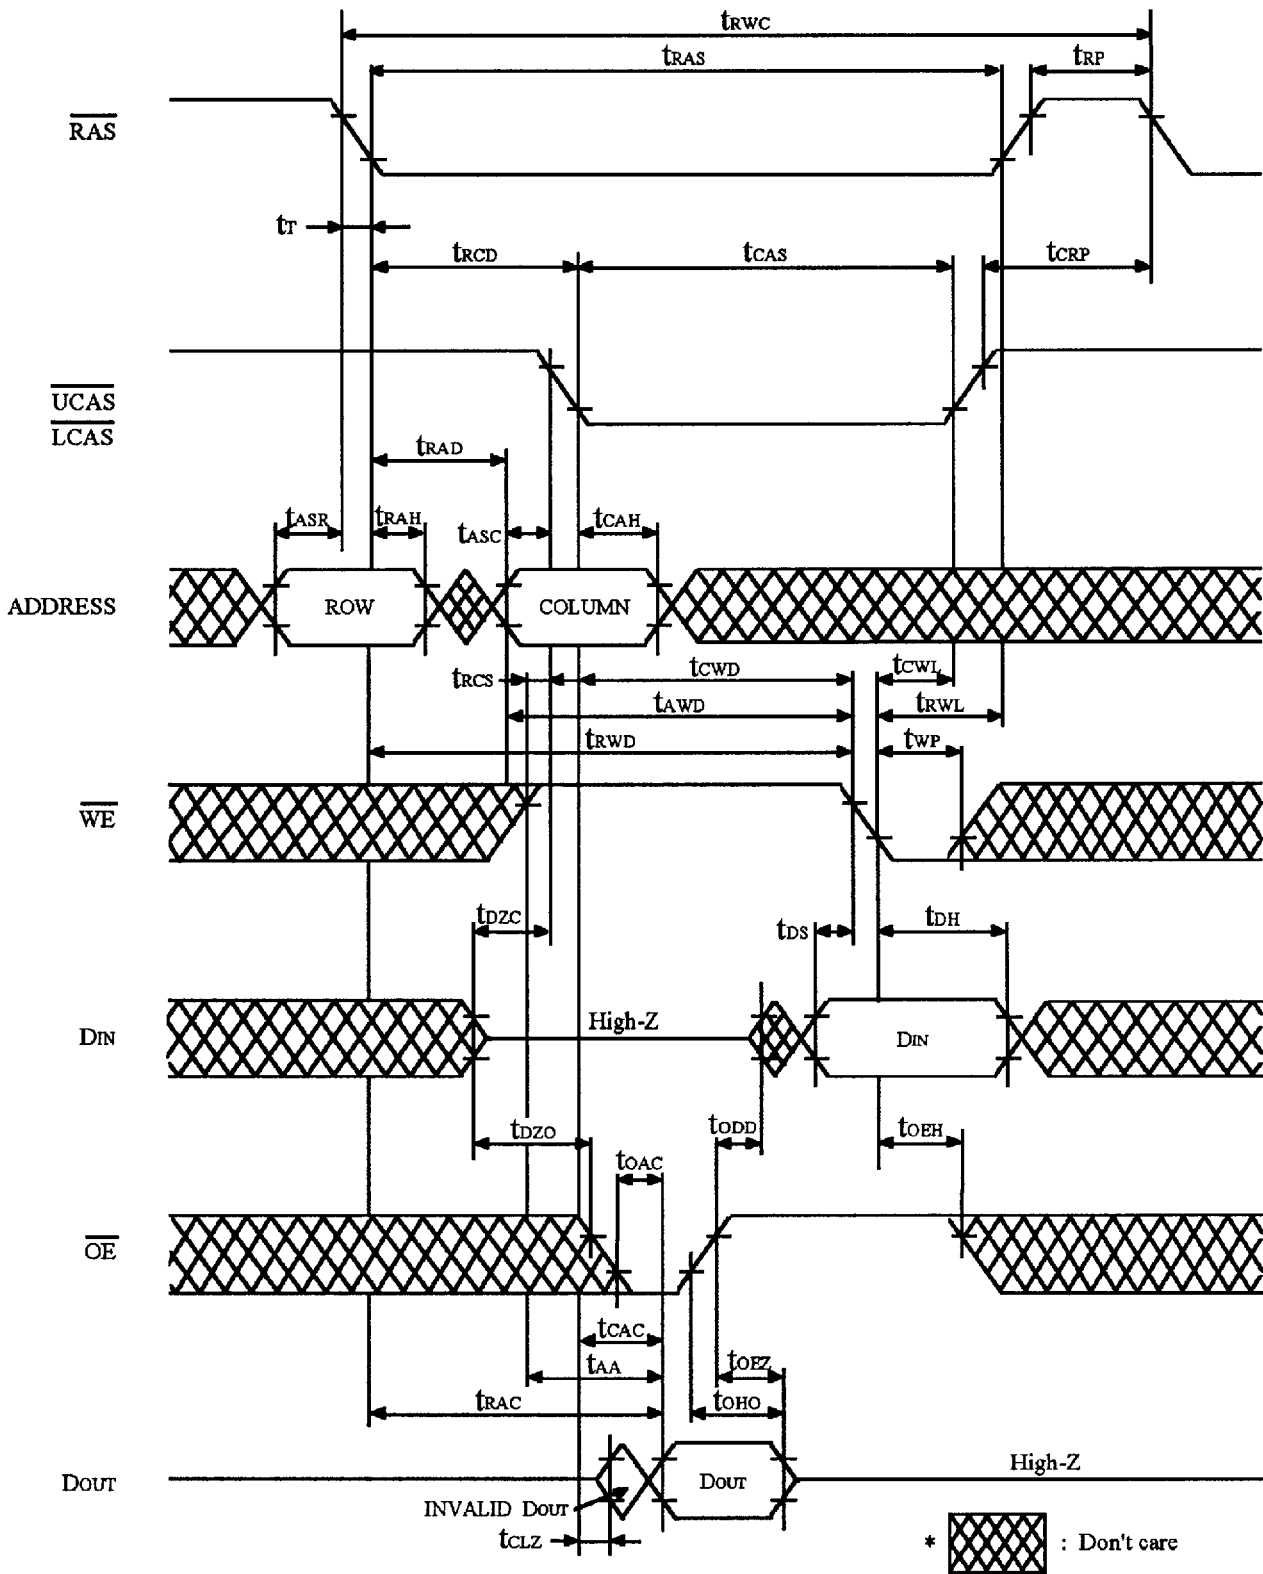 tRWC
tRAS
tRP
RAS
tT
tRCD
tCAS
tCRP
UCAS
LCAS
tRAD
tASR
tRAH
tASC
tCAH
ADDRESS
ROW
COLUMN
tRCS
tCWD
tCWL
tAWD
tRWL
tRWD
tWP
WE
tDZC
tDS
tDH
High-Z
DIN
DIN
tDZO
tODD
tOEH
tOAC
OE
tCAC
tAA
tOEZ
tRAC
tOHO
High-Z
DOUT
DOUT
INVALID DOUT
tCLZ
* : Don't care